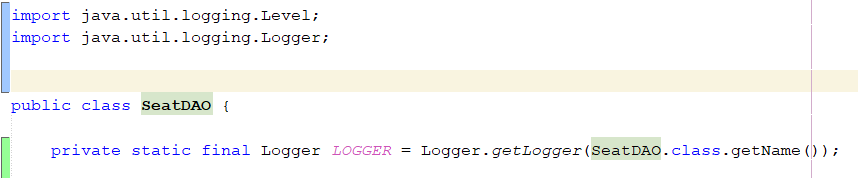 import java.util.logging.Level;
import java.util.logging.Logger;
public class SeatDAO {
private static final Logger LOGGER = Logger.getLogger(SeatDAO.class.getName());